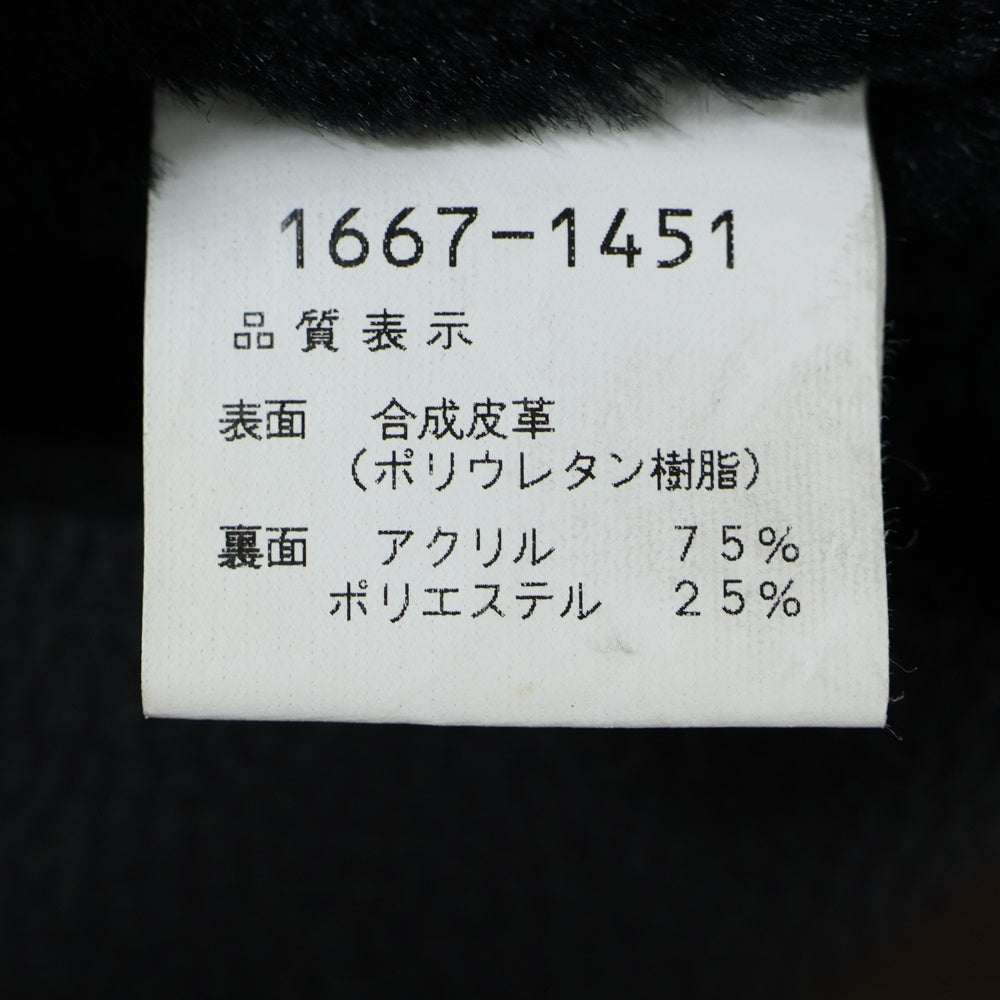 1667-1451
品質表示
表面 合成皮革
(ポリウレタン樹脂)
裏面 アクリル 75%
ポリエステル 25%